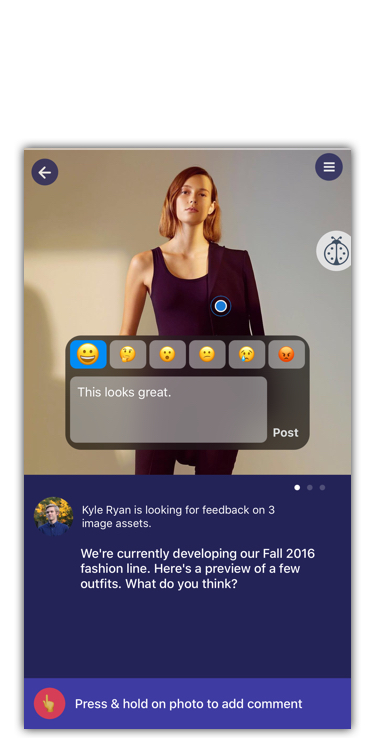 This looks great.
Post
Kyle Ryan is looking for feedback on 3
image assets.
We're currently developing our Fall 2016
fashion line. Here's a preview of a few
outfits. What do you think?
Press & hold on photo to add comment